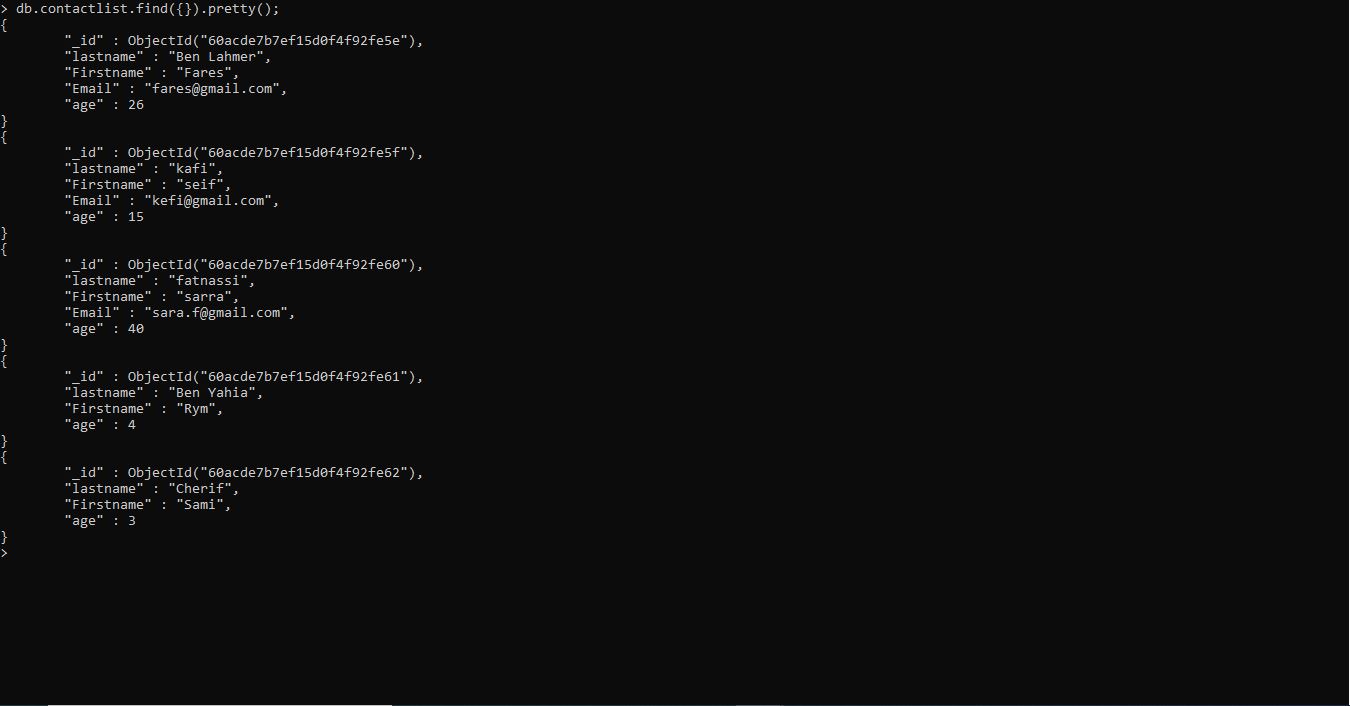 > db.contactlist.find({}).pretty();
{
        "_id" : ObjectId("60acde7b7ef15d0f4f92fe5e"),
        "lastname" : "Ben Lahmer",
        "Firstname" : "Fares",
        "Email" : "fares@gmail.com",
        "age" : 26
}
{
        "_id" : ObjectId("60acde7b7ef15d0f4f92fe5f"),
        "lastname" : "kafi",
        "Firstname" : "seif",
        "Email" : "kefi@gmail.com",
        "age" : 15
}
{
        "_id" : ObjectId("60acde7b7ef15d0f4f92fe60"),
        "lastname" : "fatnassi",
        "Firstname" : "sarra",
        "Email" : "sara.f@gmail.com",
        "age" : 40
}
{
        "_id" : ObjectId("60acde7b7ef15d0f4f92fe61"),
        "lastname" : "Ben Yahia",
        "Firstname" : "Rym",
        "age" : 4
}
{
        "_id" : ObjectId("60acde7b7ef15d0f4f92fe62"),
        "lastname" : "Cherif",
        "Firstname" : "Sami",
        "age" : 3
}
>